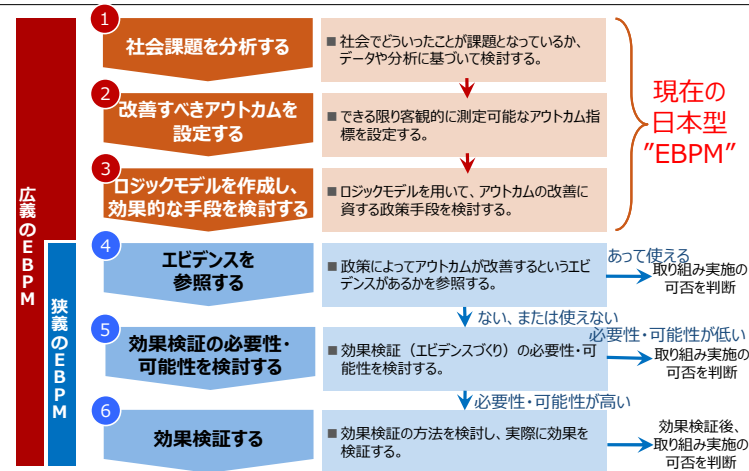 広義のEBPM
狭義のEBPM
1
社会課題を分析する
■ 社会でどういったことが課題となっているか、
データや分析に基づいて検討する。
2
改善すべきアウトカムを
設定する
■ できる限り客観的に測定可能なアウトカム指
標を設定する。
3
ロジックモデルを作成し、
効果的な手段を検討する
■ ロジックモデルを用いて、アウトカムの改善に
資する政策手段を検討する。
現在の
日本型
”EBPM”
4
エビデンスを
参照する
■ 政策によってアウトカムが改善するというエビ
デンスがあるかを参照する。
あって使える
取り組み実施の
可否を判断
ない、または使えない
5
効果検証の必要性・
可能性を検討する
■ 効果検証（エビデンスづくり）の必要性・可
能性を検討する。
必要性・可能性が低い
取り組み実施の
可否を判断
必要性・可能性が高い
6
効果検証する
■ 効果検証の方法を検討し、実際に効果を
検証する。
効果検証後、
取り組み実施の
可否を判断